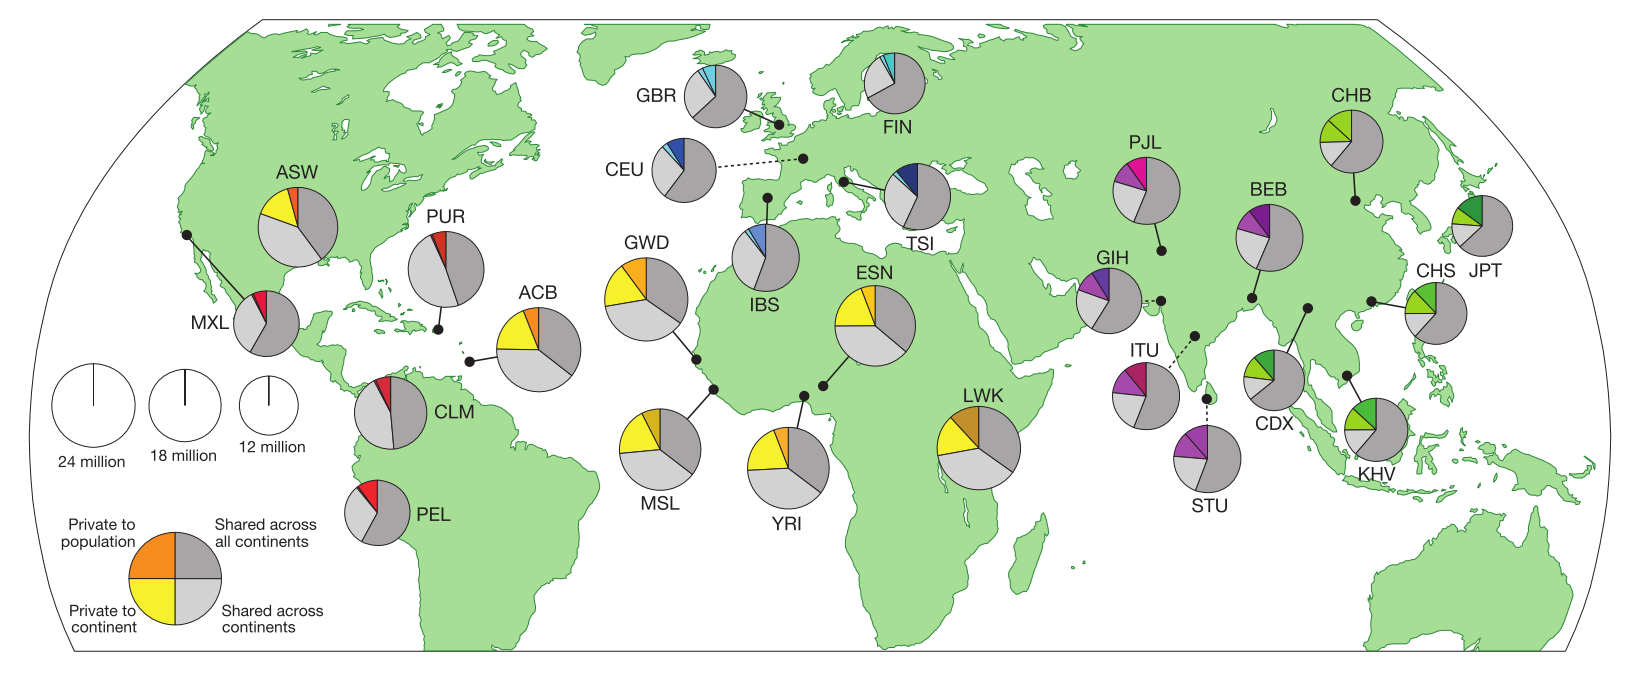 GBR
FIN
CHB
CEU
PJL
ASW
BEB
PUR
GWD
TSI
ESN
GIH
CHS
JPT
IBS
ACB
MXL
ITU
CLM
LWK
CDX
24 million
18 million
12 million
KHV
MSL
YRI
STU
PEL
Private to
population
Shared across
all continents
Private to
continent
Shared across
continents